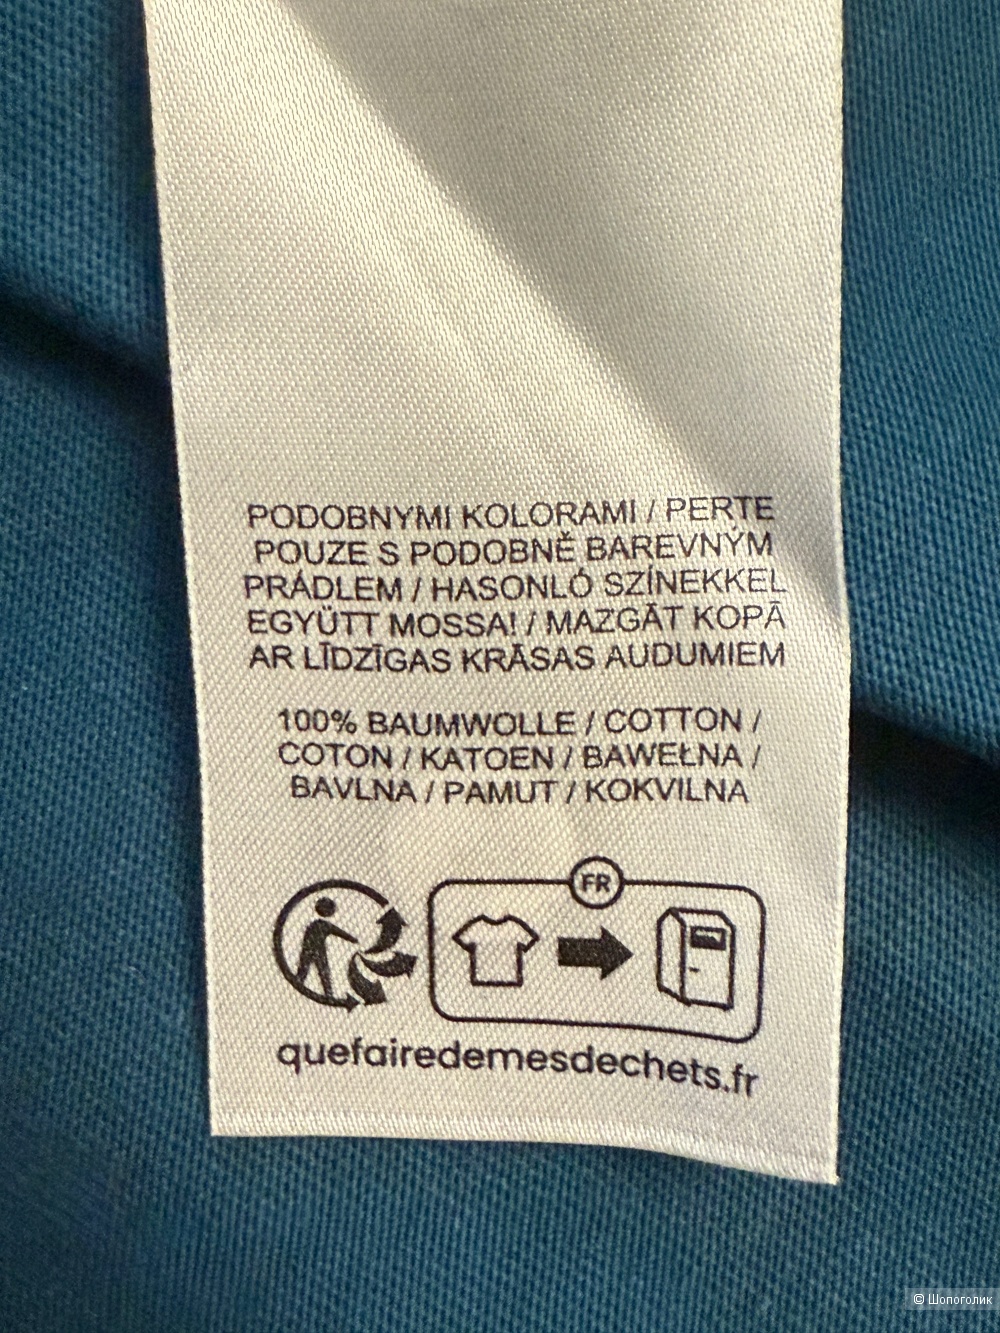 PODOBNYMI KOLORAMI / PERTE
POUZE S PODOBNĚ BAREVNÝM
PRÁDLEM / HASONLÓ SZÍNEKKEL
EGYÜTT MOSSA! / MAZGĀT KOPĀ
AR LĪDZĪGAS KRĀSAS AUDUMIEM
100% BAUMWOLLE / COTTON /
COTON / KATOEN / BAWEŁNA /
BAVLNA / PAMUT / KOKVILNA
FR
quefairedemesdechets.fr
© Шопоголик